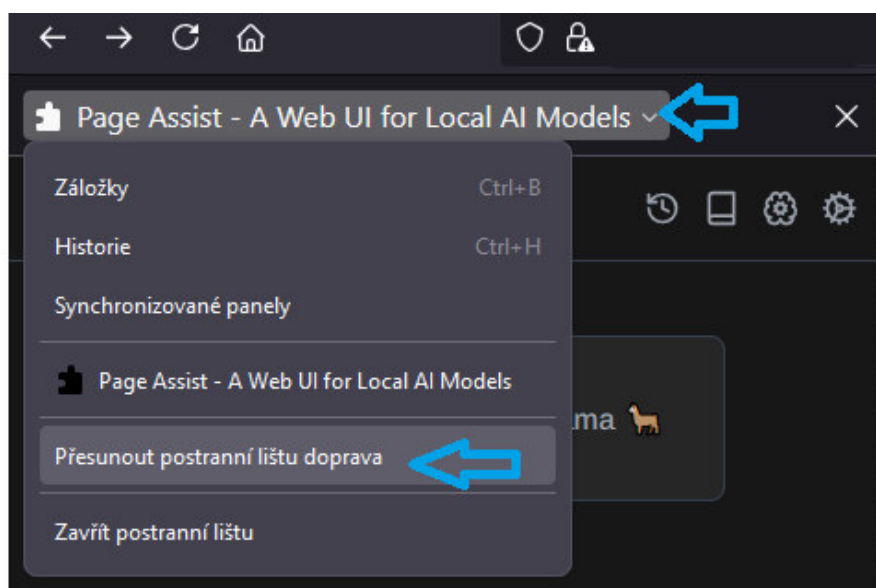 Page Assist - A Web UI for Local AI Models
Záložky Ctrl+B
Historie Ctrl+H
Synchronizované panely
Page Assist - A Web UI for Local AI Models
ma 🦙
Přesunout postranní lištu doprava
Zavřít postranní lištu